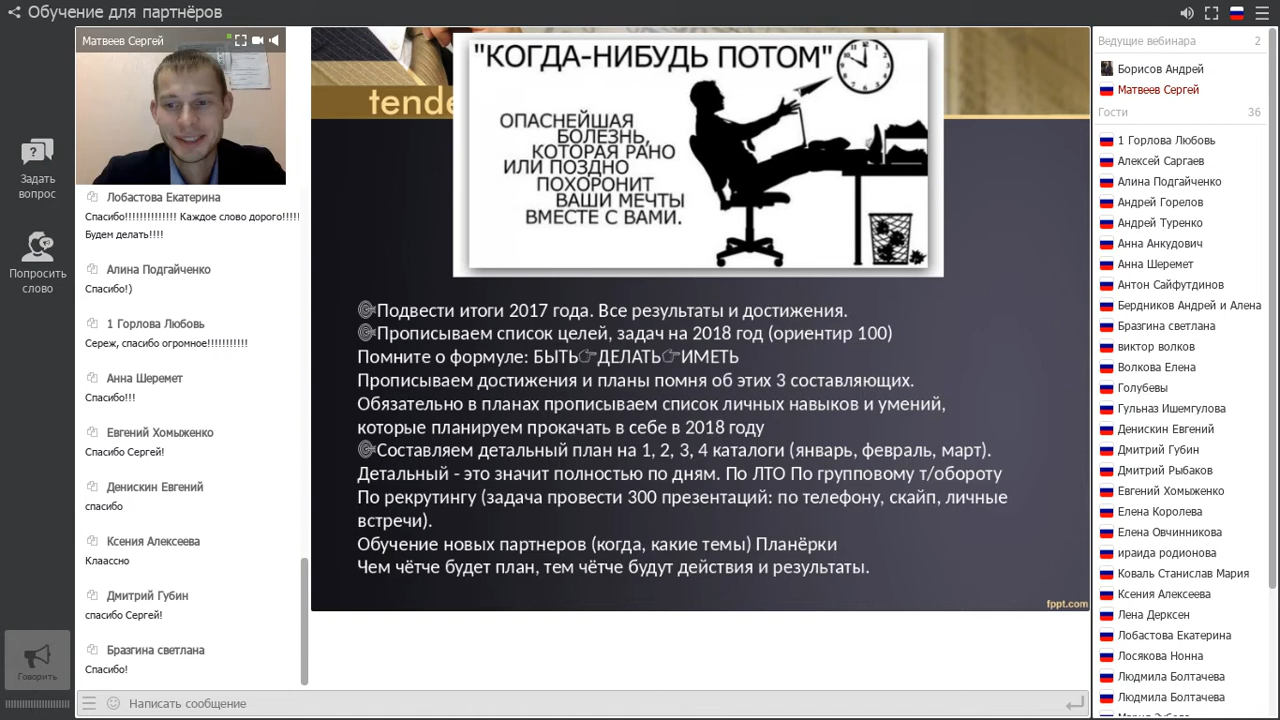 Обучение для партнёров
Матвеев Сергей
Задать
вопрос
Попросить
слово
Говорить
Лобастова Екатерина
Спасибо!!!!!!!!!!!!!! Каждое слово дорого!!!!!
Будем делать!!!!
Алина Подгайченко
Спасибо!)
1 Горлова Любовь
Сереж, спасибо огромное!!!!!!!!!!
Анна Шеремет
Спасибо!!!
Евгений Хомыженко
Спасибо Сергей!
Денискин Евгений
спасибо
Ксения Алексеева
Клаассно
Дмитрий Губин
спасибо Сергей!
Бразгина светлана
Спасибо!
Написать сообщение
tende
"КОГДА-НИБУДЬ ПОТОМ"
ОПАСНЕЙШАЯ
БОЛЕЗНЬ,
КОТОРАЯ РАНО
ИЛИ ПОЗДНО
ПОХОРОНИТ
ВАШИ МЕЧТЫ
ВМЕСТЕ С ВАМИ.
Подвести итоги 2017 года. Все результаты и достижения.
Прописываем список целей, задач на 2018 год (ориентир 100)
Помните о формуле: БЫТЬ👉ДЕЛАТЬ👉ИМЕТЬ
Прописываем достижения и планы помня об этих 3 составляющих.
Обязательно в планах прописываем список личных навыков и умений,
которые планируем прокачать в себе в 2018 году
Составляем детальный план на 1, 2, 3, 4 каталоги (январь, февраль, март).
Детальный - это значит полностью по дням. По ЛТО По групповому т/обороту
По рекрутингу (задача провести 300 презентаций: по телефону, скайп, личные
встречи).
Обучение новых партнеров (когда, какие темы) Планёрки
Чем чётче будет план, тем чётче будут действия и результаты.
fppt.com
Ведущие вебинара 2
Борисов Андрей
Матвеев Сергей
Гости 36
1 Горлова Любовь
Алексей Саргаев
Алина Подгайченко
Андрей Горелов
Андрей Туренко
Анна Анкудович
Анна Шеремет
Антон Сайфутдинов
Бердников Андрей и Алена
Бразгина светлана
виктор волков
Волкова Елена
Голубевы
Гульназ Ишемгулова
Денискин Евгений
Дмитрий Губин
Дмитрий Рыбаков
Евгений Хомыженко
Елена Королева
Елена Овчинникова
ираида родионова
Коваль Станислав Мария
Ксения Алексеева
Лена Дерксен
Лобастова Екатерина
Лосякова Нонна
Людмила Болтачева
Людмила Болтачева